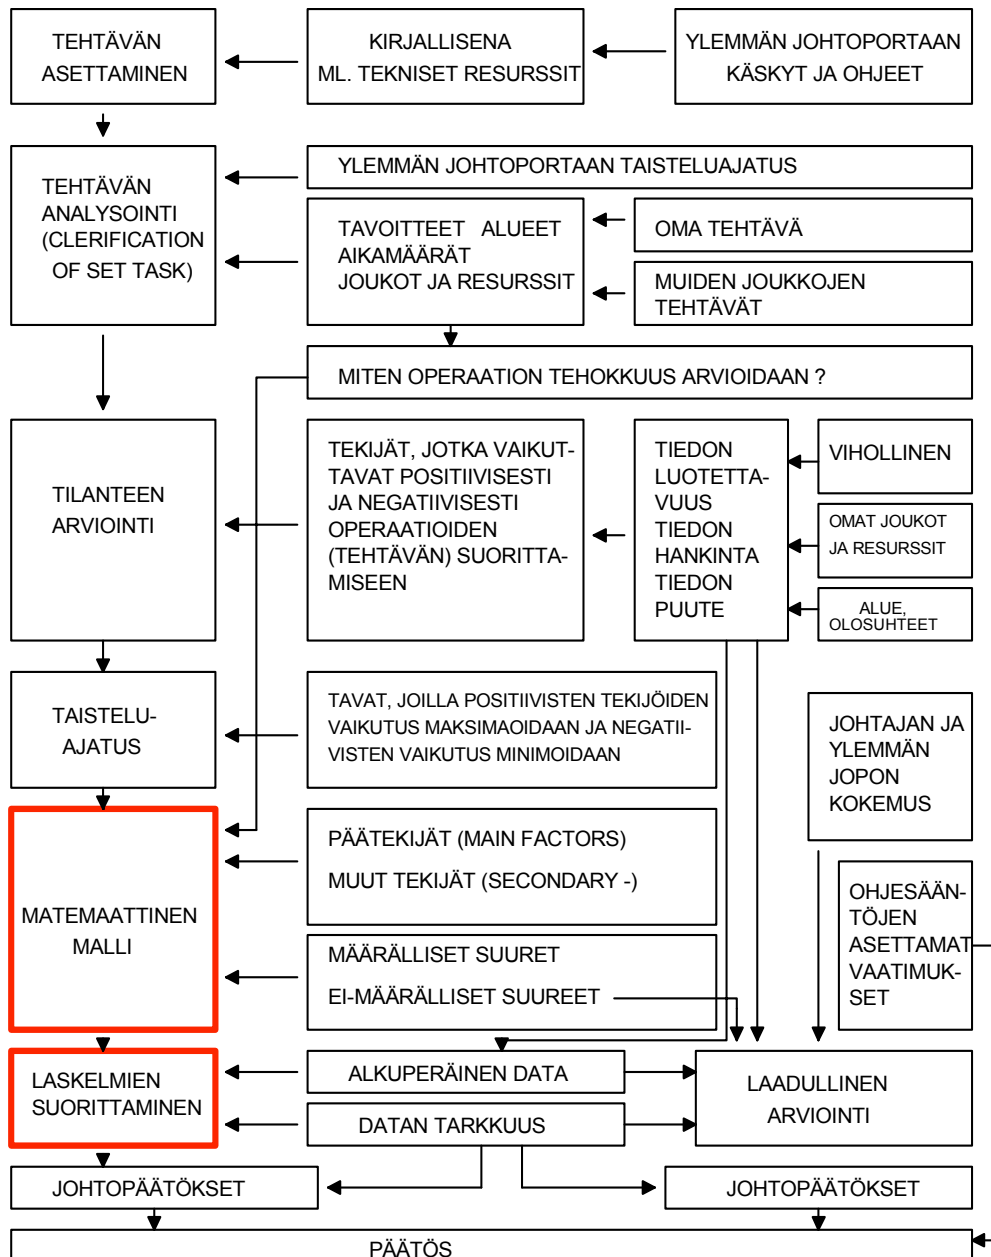 TEHTÄVÄN
ASETTAMINEN
KIRJALLISENA
ML. TEKNISET RESURSSIT
YLEMMÄN JOHTOPORTAAN
KÄSKYT JA OHJEET
TEHTÄVÄN
ANALYSOINTI
(CLERIFICATION
OF SET TASK)
YLEMMÄN JOHTOPORTAAN TAISTELUAJATUS
TAVOITTEET ALUEET
AIKAMÄÄRÄT
JOUKOT JA RESURSSIT
OMA TEHTÄVÄ
MUIDEN JOUKKOJEN
TEHTÄVÄT
MITEN OPERAATION TEHOKKUUS ARVIOIDAAN ?
TILANTEEN
ARVIOINTI
TEKIJÄT, JOTKA VAIKUT-
TAVAT POSITIIVISESTI
JA NEGATIIVISESTI
OPERAATIOIDEN
(TEHTÄVÄN) SUORITTA-
MISEEN
TIEDON
LUOTETTA-
VUUS
TIEDON
HANKINTA
TIEDON
PUUTE
VIHOLLINEN
OMAT JOUKOT
JA RESURSSIT
ALUE,
OLOSUHTEET
TAISTELU-
AJATUS
TAVAT, JOILLA POSITIIVISTEN TEKIJÖIDEN
VAIKUTUS MAKSIMAOIDAAN JA NEGATII-
VISTEN VAIKUTUS MINIMOIDAAN
JOHTAJAN JA
YLEMMÄN
JOPON
KOKEMUS
MATEMAATTINEN
MALLI
PÄÄTEKIJÄT (MAIN FACTORS)
MUUT TEKIJÄT (SECONDARY -)
MÄÄRÄLLISET SUURET
EI-MÄÄRÄLLISET SUUREET
OHJESÄÄN-
TÖJEN
ASETTAMAT
VAATIMUK-
SET
LASKELMIEN
SUORITTAMINEN
ALKUPERÄINEN DATA
DATAN TARKKUUS
LAADULLINEN
ARVIOINTI
JOHTOPÄÄTÖKSET
JOHTOPÄÄTÖKSET
PÄÄTÖS